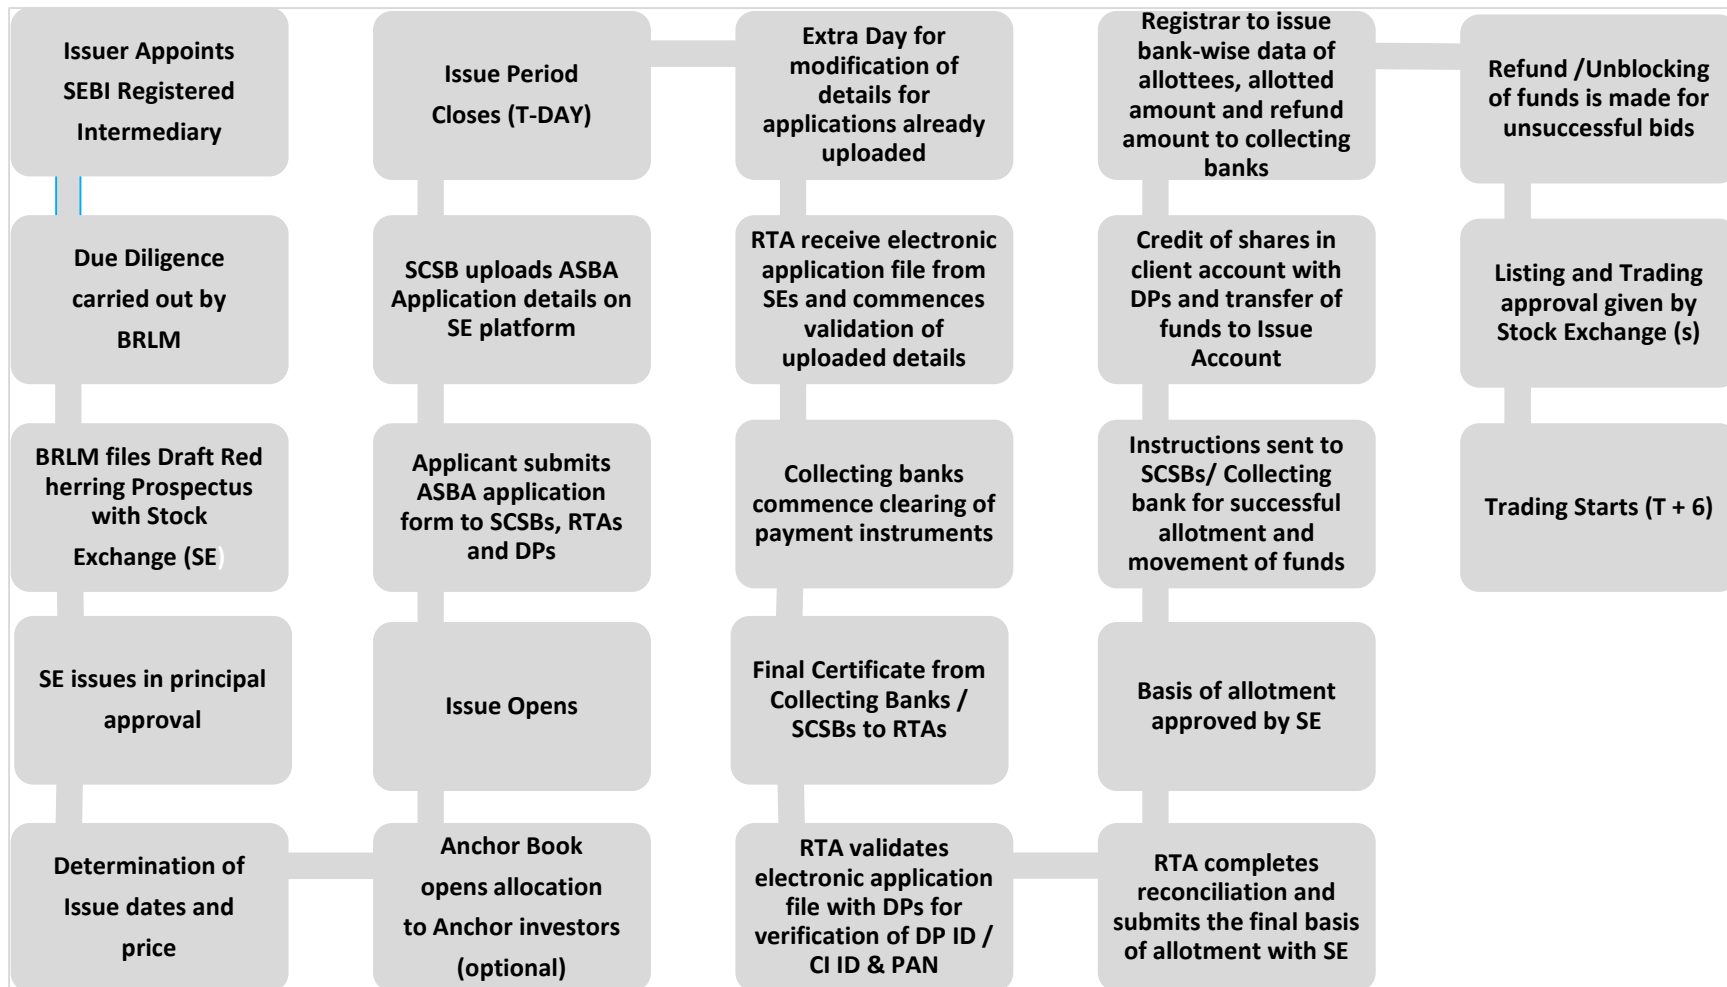 Issuer Appoints
SEBI Registered
Intermediary
Due Diligence
carried out by
BRLM
BRLM files Draft Red
herring Prospectus
with Stock
Exchange (SE)
SE issues in principal
approval
Determination of
Issue dates and
price
Anchor Book
opens allocation
to Anchor investors
(optional)
Issue Opens
Applicant submits
ASBA application
form to SCSBs, RTAs
and DPs
SCSB uploads ASBA
Application details on
SE platform
Issue Period
Closes (T-DAY)
Extra Day for
modification of
details for
applications already
uploaded
RTA receive electronic
application file from
SEs and commences
validation of
uploaded details
Collecting banks
commence clearing of
payment instruments
Final Certificate from
Collecting Banks /
SCSBs to RTAs
RTA validates
electronic application
file with DPs for
verification of DP ID /
CI ID & PAN
RTA completes
reconciliation and
submits the final basis
of allotment with SE
Basis of allotment
approved by SE
Instructions sent to
SCSBs/ Collecting
bank for successful
allotment and
movement of funds
Credit of shares in
client account with
DPs and transfer of
funds to Issue
Account
Registrar to issue
bank-wise data of
allottees, allotted
amount and refund
amount to collecting
banks
Refund /Unblocking
of funds is made for
unsuccessful bids
Listing and Trading
approval given by
Stock Exchange (s)
Trading Starts (T + 6)